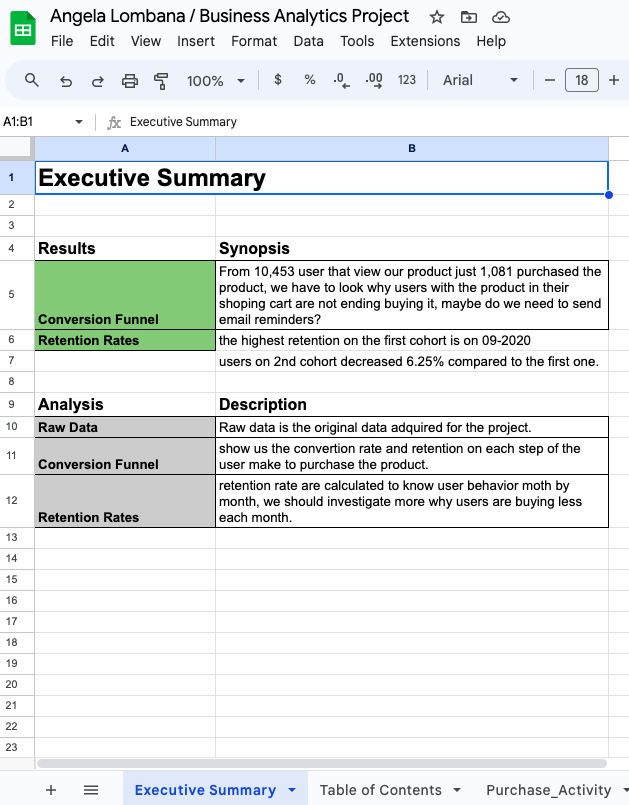 Angela Lombana / Business Analytics Project
File Edit View Insert Format Data Tools Extensions Help
100% $ % .0 .00 123 Arial − 18 +
A1:B1 fx Executive Summary
A B
1 Executive Summary
2
3
4 Results Synopsis
From 10,453 user that view our product just 1,081 purchased the
product, we have to look why users with the product in their
5 shoping cart are not ending buying it, maybe do we need to send
Conversion Funnel email reminders?
6 Retention Rates the highest retention on the first cohort is on 09-2020
7 users on 2nd cohort decreased 6.25% compared to the first one.
8
9 Analysis Description
10 Raw Data Raw data is the original data adquired for the project.
11 show us the convertion rate and retention on each step of the
Conversion Funnel user make to purchase the product.
retention rate are calculated to know user behavior moth by
12 month, we should investigate more why users are buying less
Retention Rates each month.
13
14
15
16
17
18
19
20
21
22
23
+ Executive Summary Table of Contents Purchase_Activity